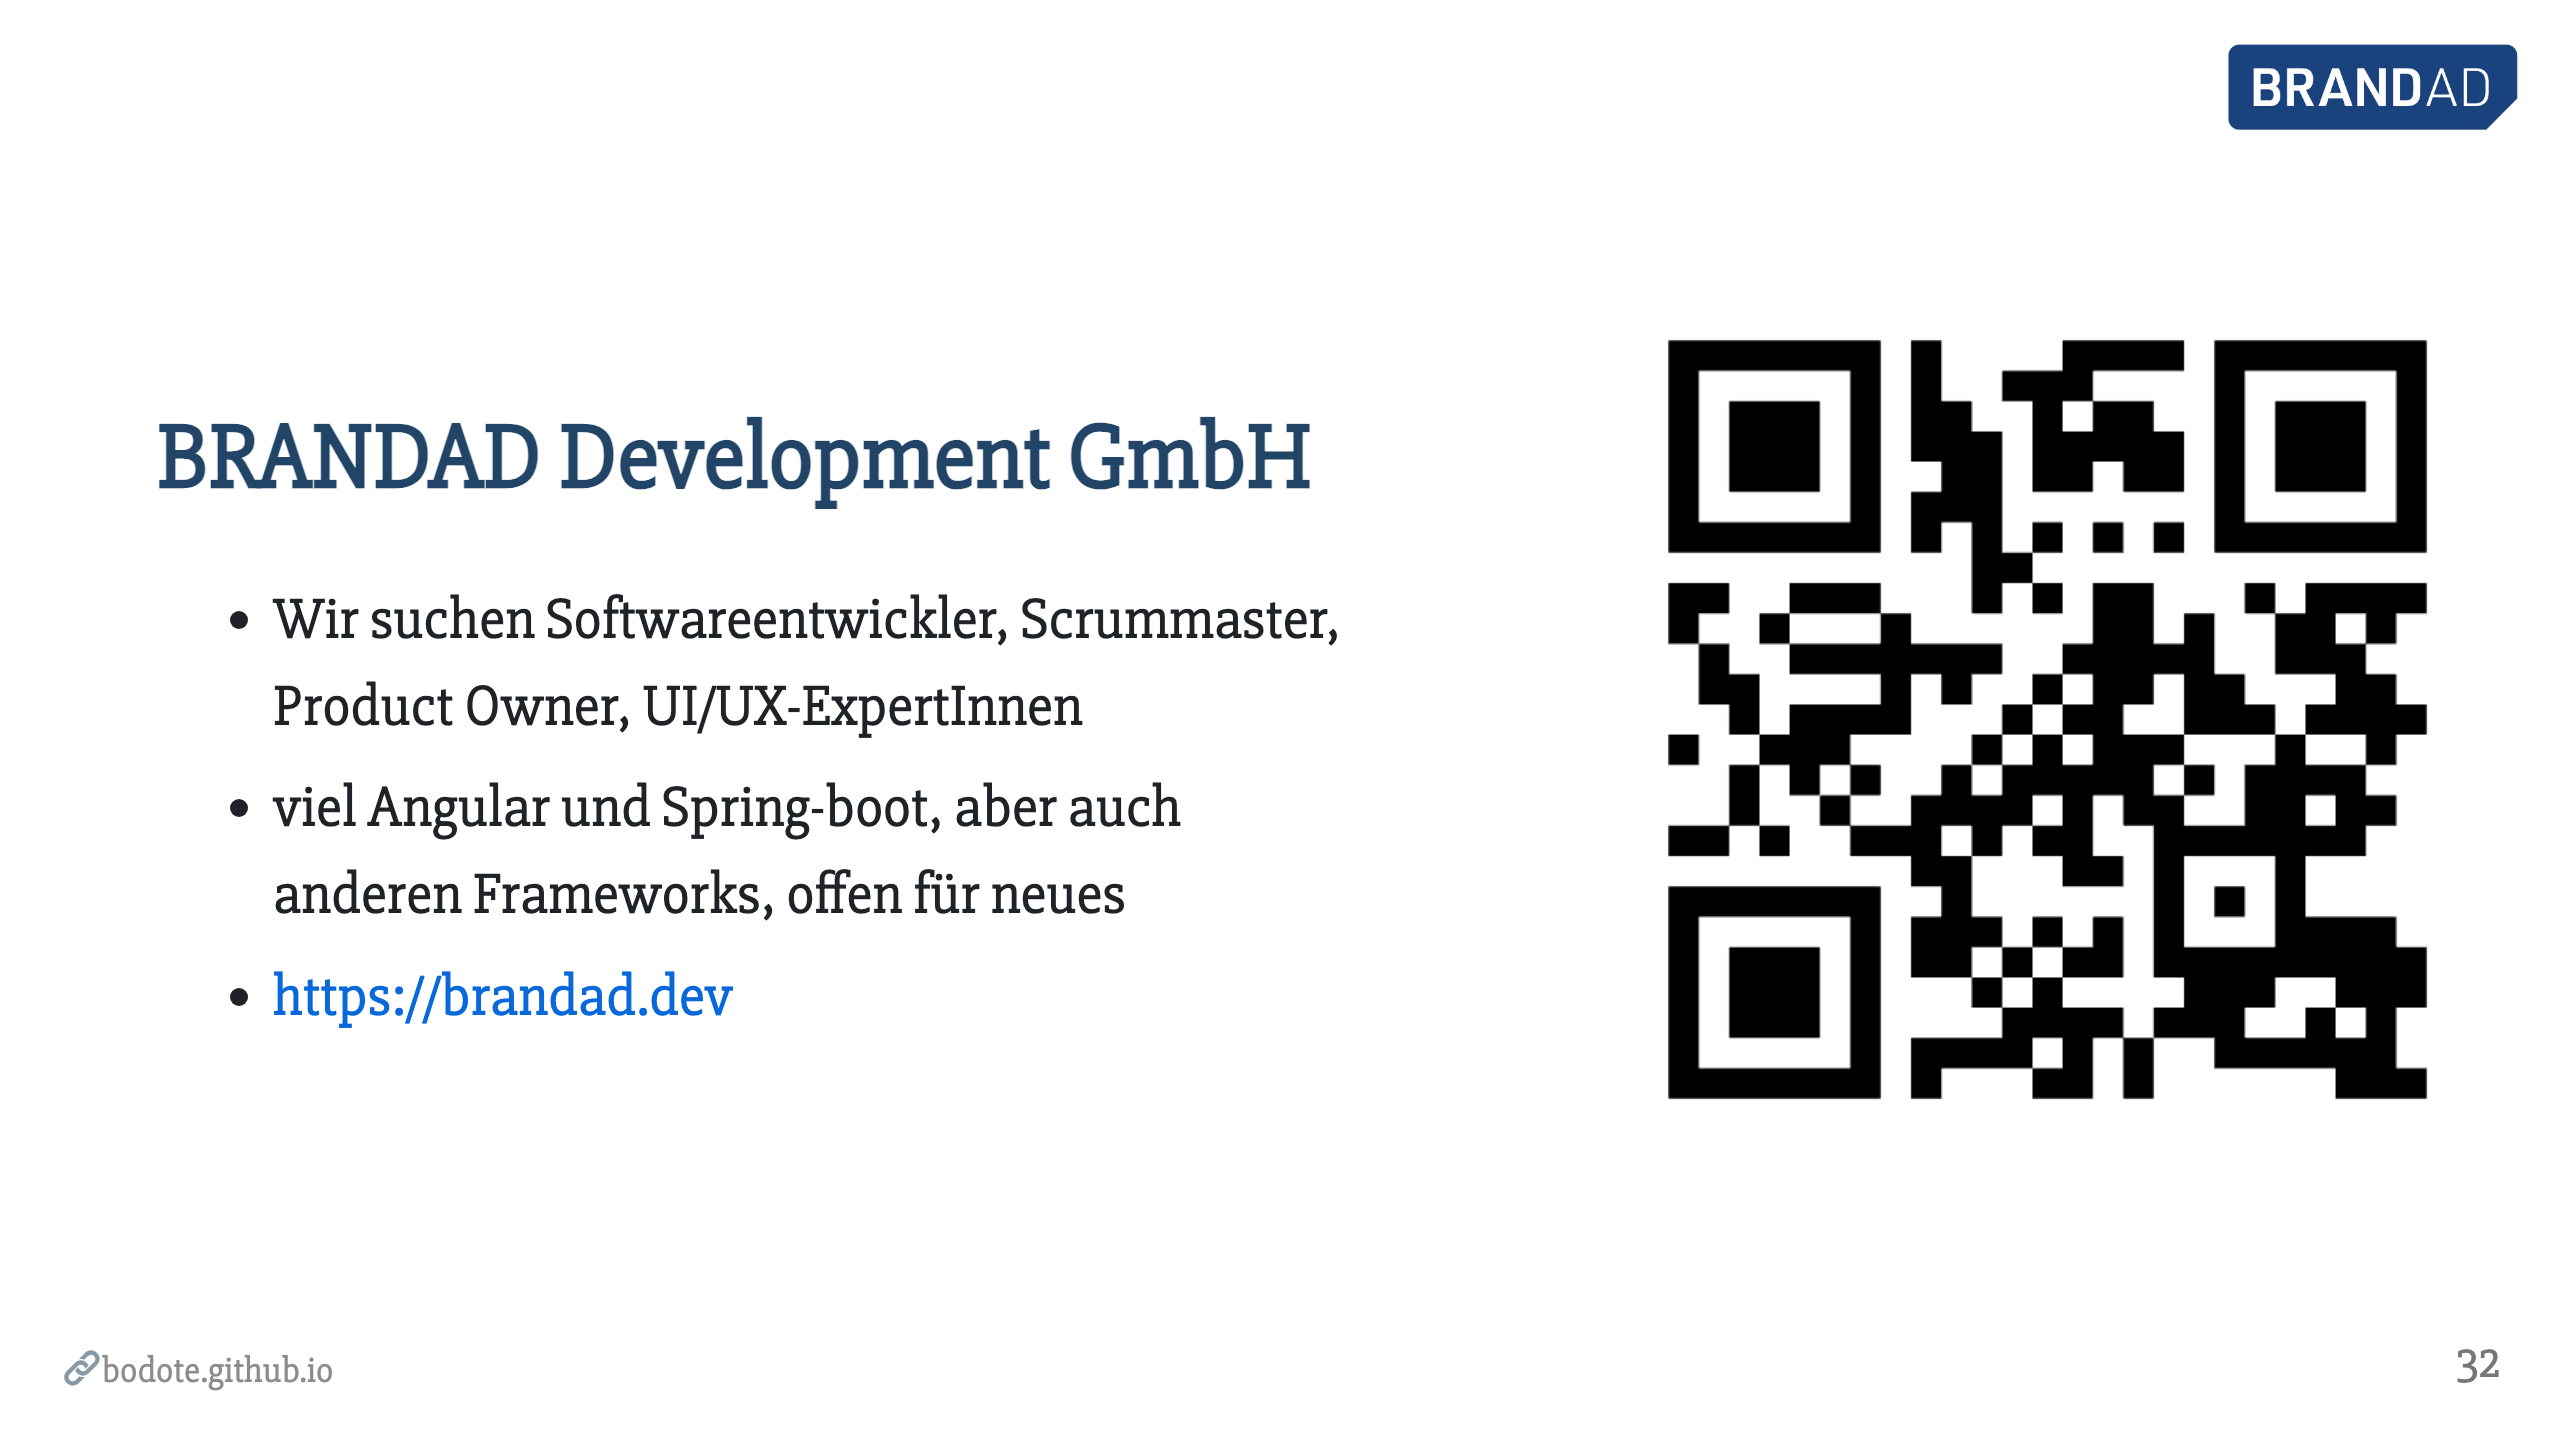 BRANDAD
BRANDAD Development GmbH
• Wir suchen Softwareentwickler, Scrummaster,
Product Owner, UI/UX-ExpertInnen
• viel Angular und Spring-boot, aber auch
anderen Frameworks, offen für neues
• https://brandad.dev
bodote.github.io
32